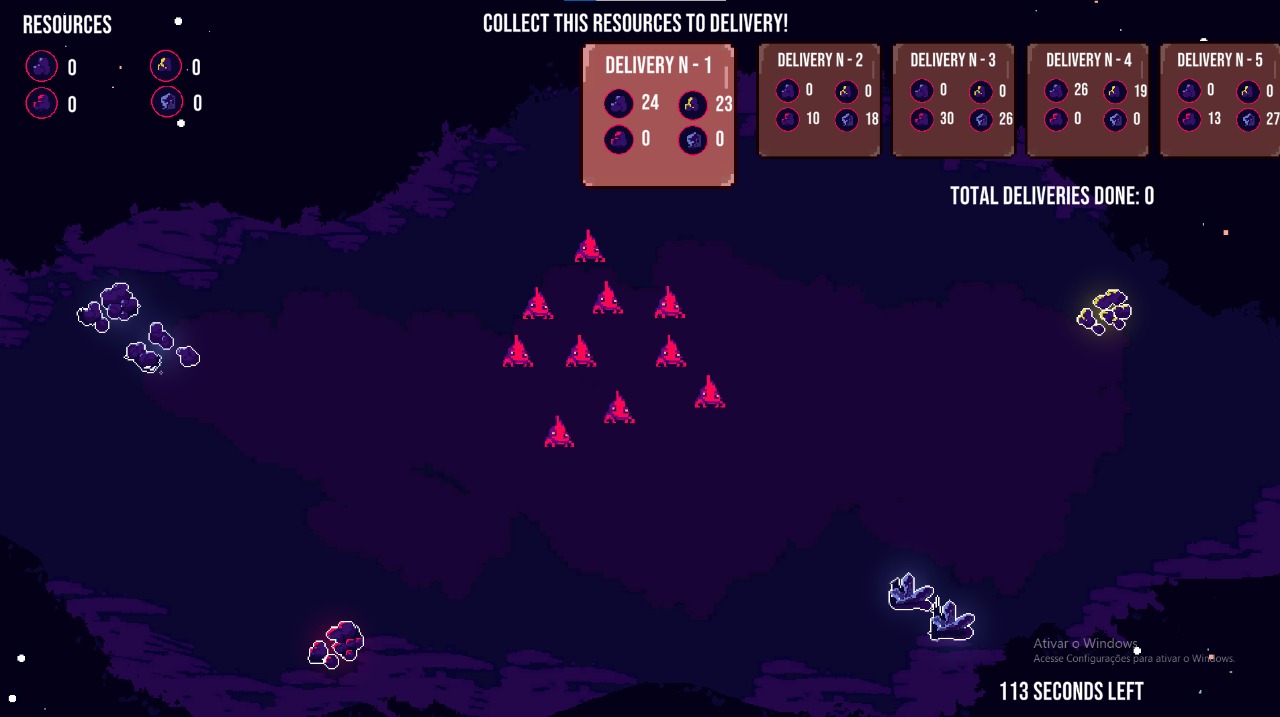 RESOURCES
0 0
0 0
COLLECT THIS RESOURCES TO DELIVERY!
DELIVERY N - 1
24 23
0 0
DELIVERY N - 2
0 0
10 18
DELIVERY N - 3
0 0
30 26
DELIVERY N - 4
26 19
0 0
DELIVERY N - 5
0 0
13 27
TOTAL DELIVERIES DONE: 0
Ativar o Windows
Acesse Configurações para ativar o Windows.
113 SECONDS LEFT